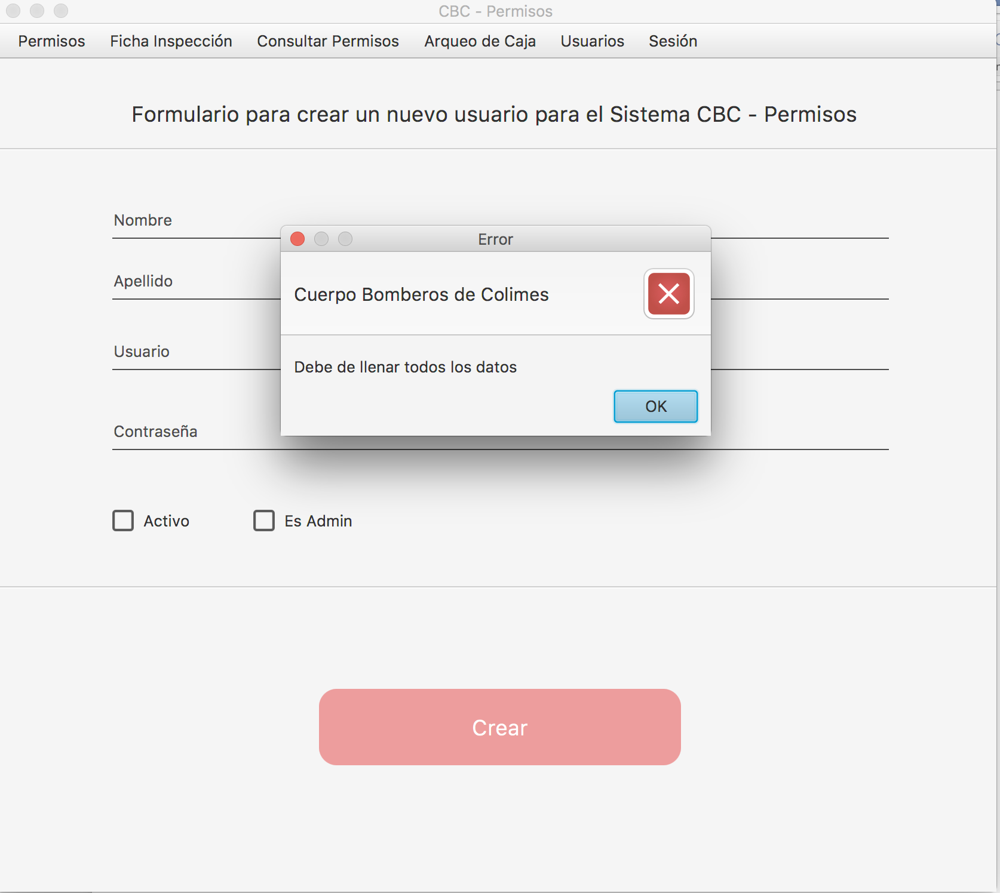 CBC - Permisos
Permisos Ficha Inspección Consultar Permisos Arqueo de Caja Usuarios Sesión
Formulario para crear un nuevo usuario para el Sistema CBC - Permisos
Nombre
Apellido
Usuario
Contraseña
Error
Cuerpo Bomberos de Colimes
Debe de llenar todos los datos
OK
Activo Es Admin
Crear